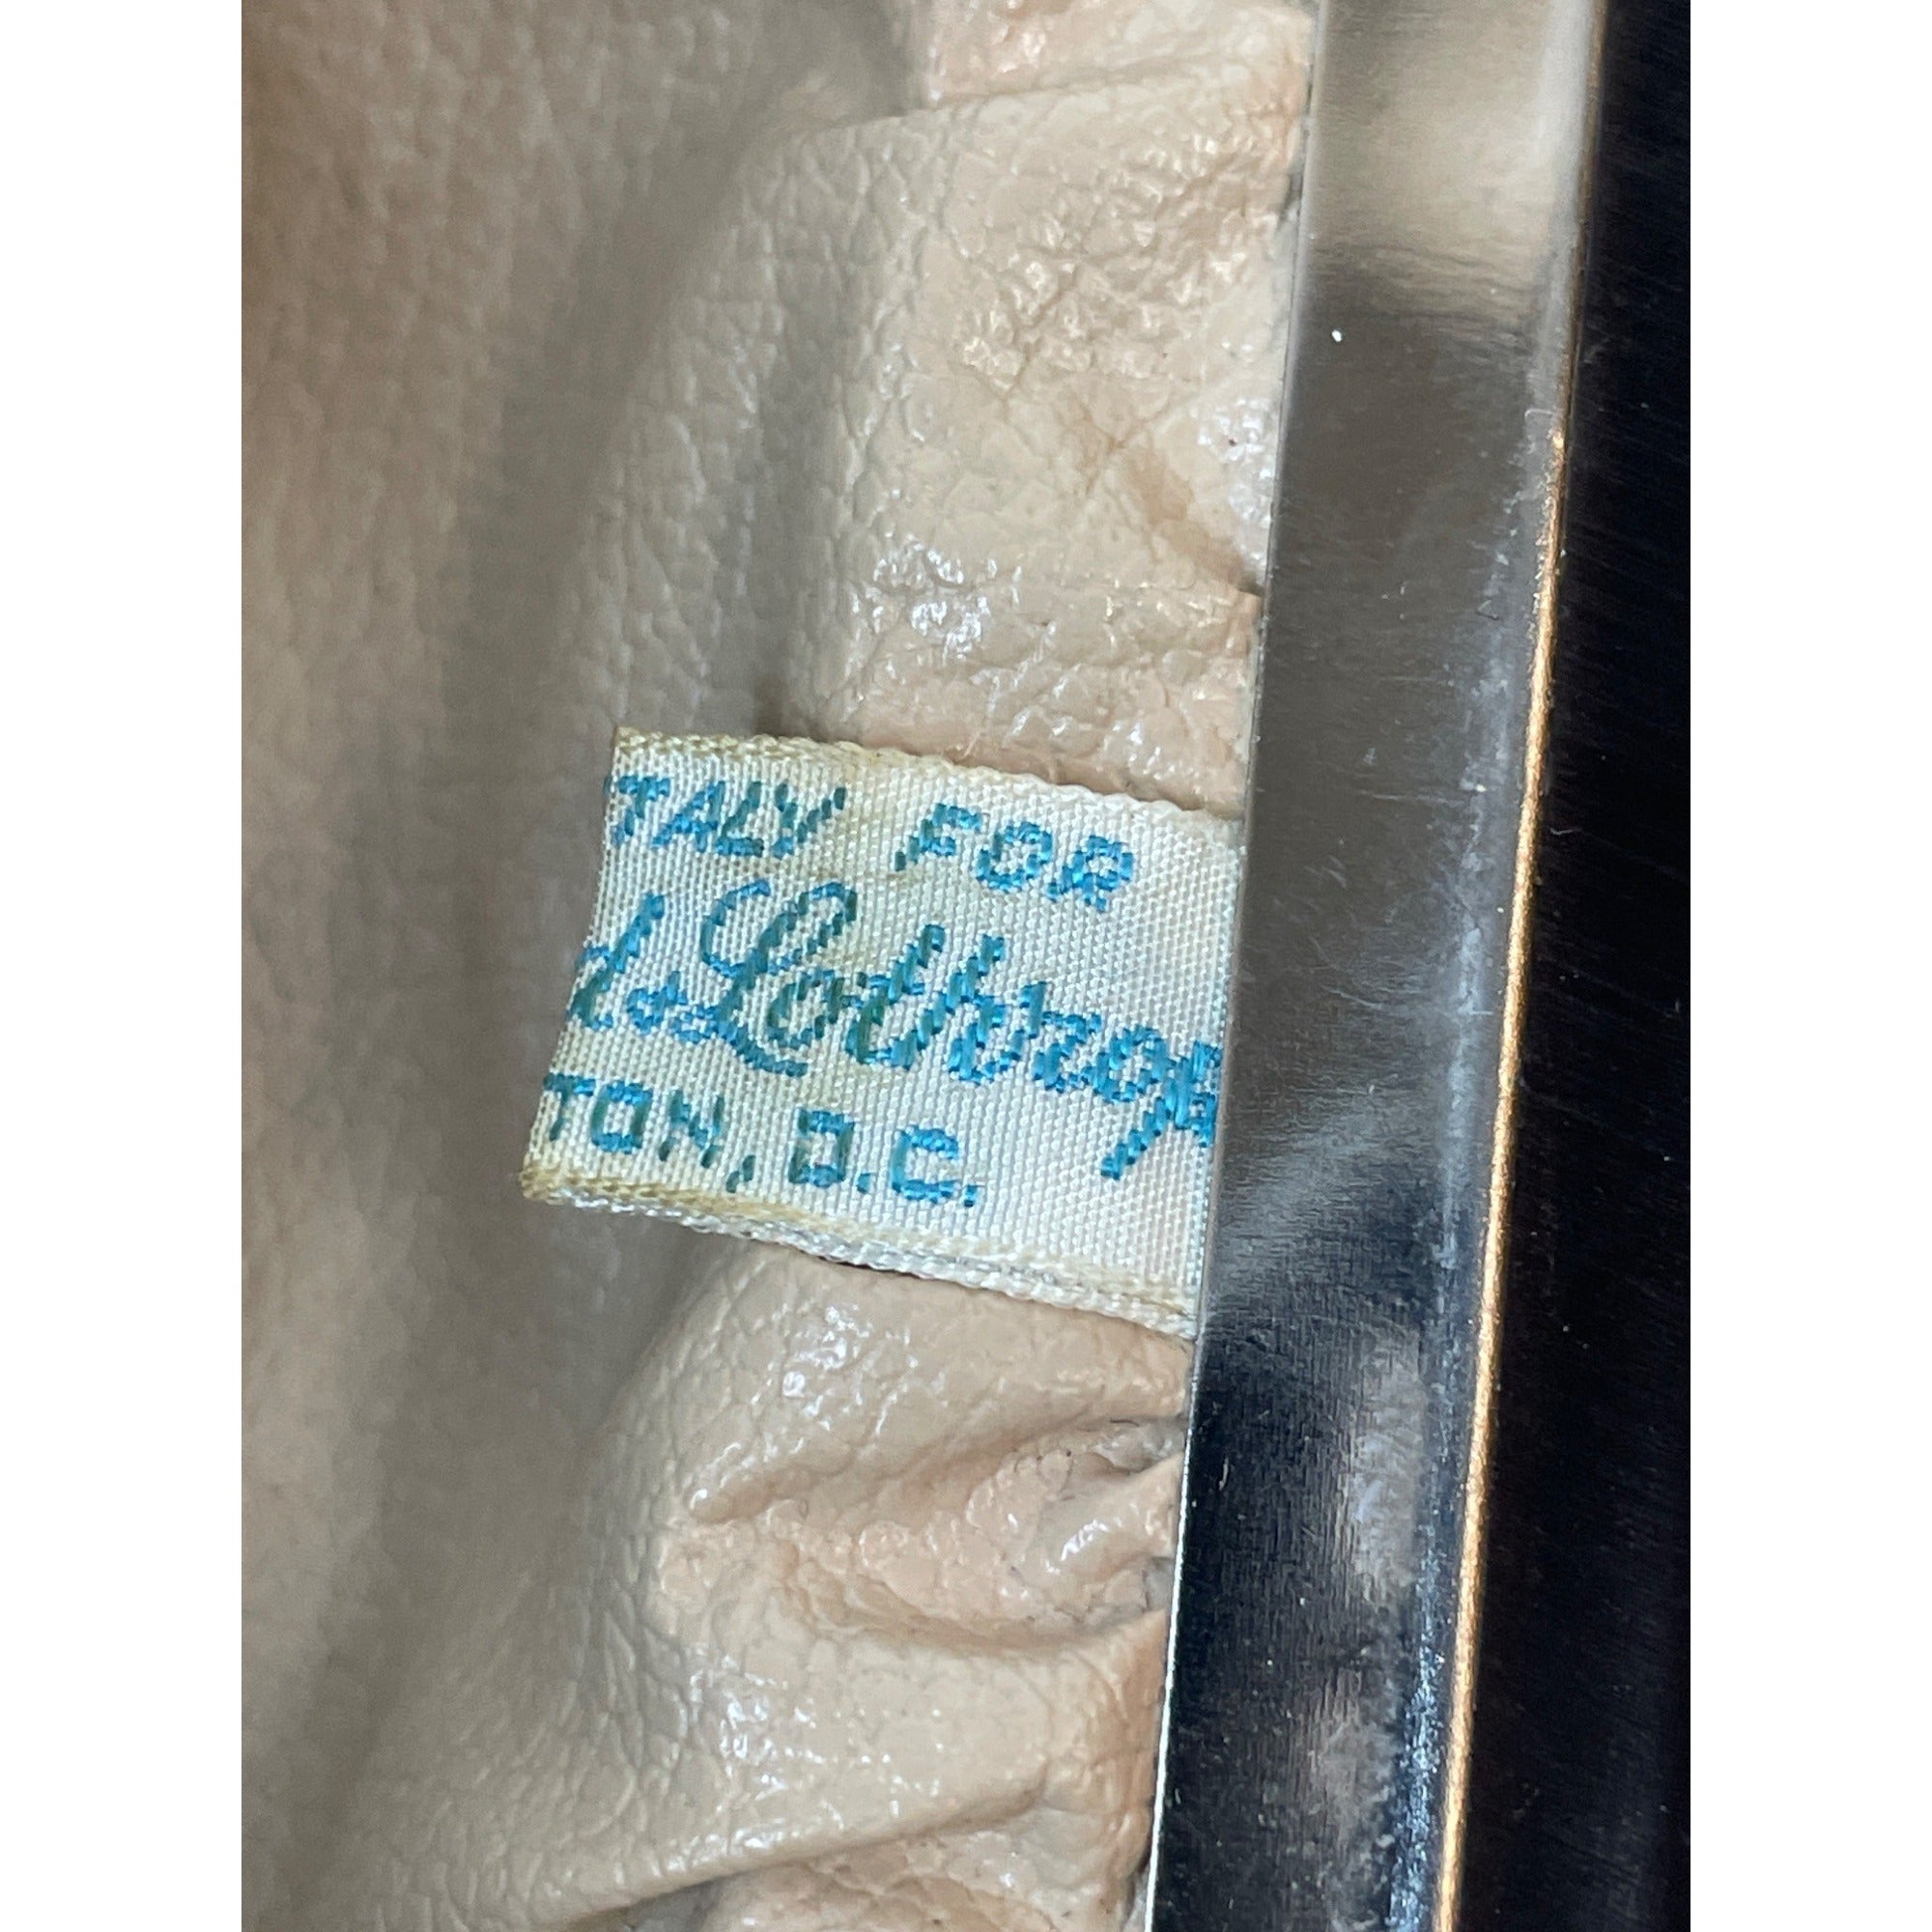 TALY FOR
d & Lothrop
TON, D.C.